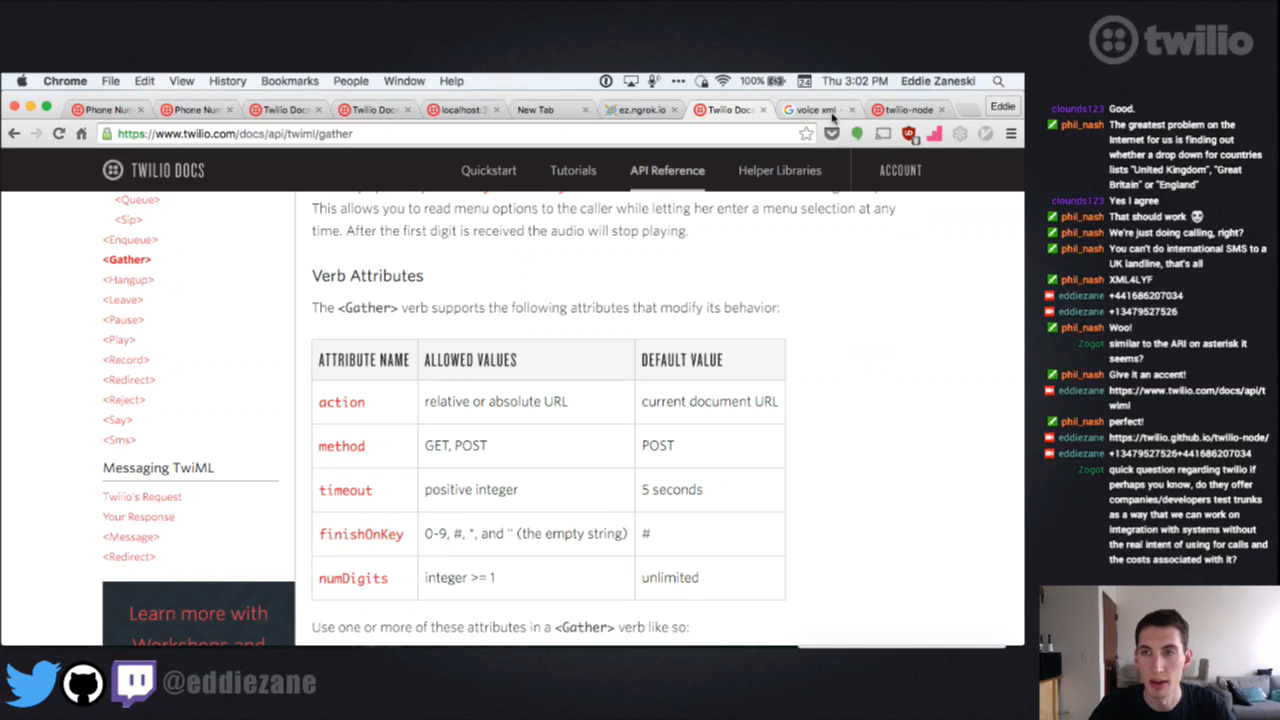 twilio
Chrome File Edit View History Bookmarks People Window Help
100% 24 Thu 3:02 PM Eddie Zaneski
Phone Num
Phone Num
Twilio Doc
Twilio Doc
localhost:3
New Tab
ez.ngrok.io
Twilio Docs
voice xml
twilio-node
Eddie
https://www.twilio.com/docs/api/twiml/gather
TWILIO DOCS
Quickstart Tutorials API Reference Helper Libraries ACCOUNT
<Queue>
<Sip>
<Enqueue>
<Gather>
<Hangup>
<Leave>
<Pause>
<Play>
<Record>
<Redirect>
<Reject>
<Say>
<Sms>
Messaging TwiML
Twilio's Request
Your Response
<Message>
<Redirect>
Learn more with
Workshops and
This allows you to read menu options to the caller while letting her enter a menu selection at any
time. After the first digit is received the audio will stop playing.
Verb Attributes
The <Gather> verb supports the following attributes that modify its behavior:
ATTRIBUTE NAME ALLOWED VALUES DEFAULT VALUE
action relative or absolute URL current document URL
method GET, POST POST
timeout positive integer 5 seconds
finishOnKey 0-9, #, *, and '' (the empty string) #
numDigits integer >= 1 unlimited
Use one or more of these attributes in a <Gather> verb like so:
clounds123 Good.
phil_nash The greatest problem on the
Internet for us is finding out
whether a drop down for countries
lists "United Kingdom", "Great
Britain" or "England"
clounds123 Yes I agree
phil_nash That should work
phil_nash We're just doing calling, right?
phil_nash You can't do international SMS to a
UK landline, that's all
phil_nash XML4LYF
eddiezane +441686207034
eddiezane +13479527526
phil_nash Woo!
Zogot similar to the ARI on asterisk it
seems?
phil_nash Give it an accent!
eddiezane https://www.twilio.com/docs/api/t
wiml
phil_nash perfect!
eddiezane https://twilio.github.io/twilio-node/
eddiezane +13479527526+441686207034
Zogot quick question regarding twilio if
perhaps you know, do they offer
companies/developers test trunks
as a way that we can work on
integration with systems without
the real intent of using for calls and
the costs associated with it?
@eddiezane